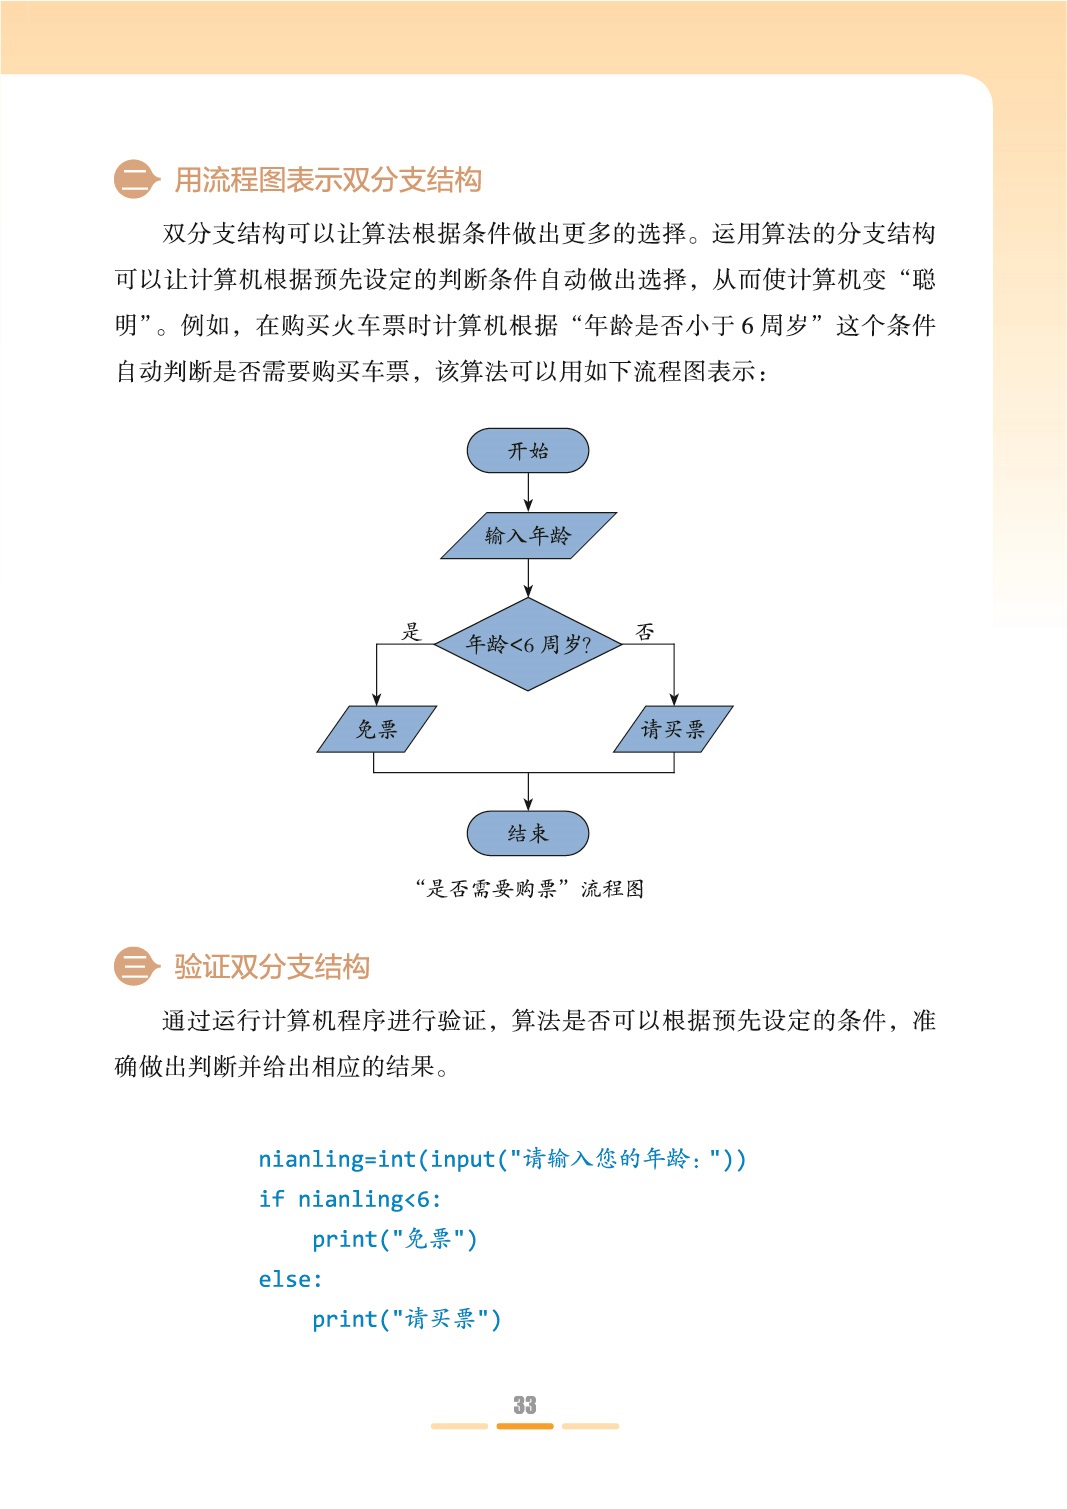 二 用流程图表示双分支结构
双分支结构可以让算法根据条件做出更多的选择。运用算法的分支结构
可以让计算机根据预先设定的判断条件自动做出选择，从而使计算机变“聪
明”。例如，在购买火车票时计算机根据“年龄是否小于 6 周岁”这个条件
自动判断是否需要购买车票，该算法可以用如下流程图表示：
开始
输入年龄
年龄<6 周岁?
是
否
免票
请买票
结束
“是否需要购票”流程图
三 验证双分支结构
通过运行计算机程序进行验证，算法是否可以根据预先设定的条件，准
确做出判断并给出相应的结果。
nianling=int(input("请输入您的年龄："))
if nianling<6:
    print("免票")
else:
    print("请买票")
33